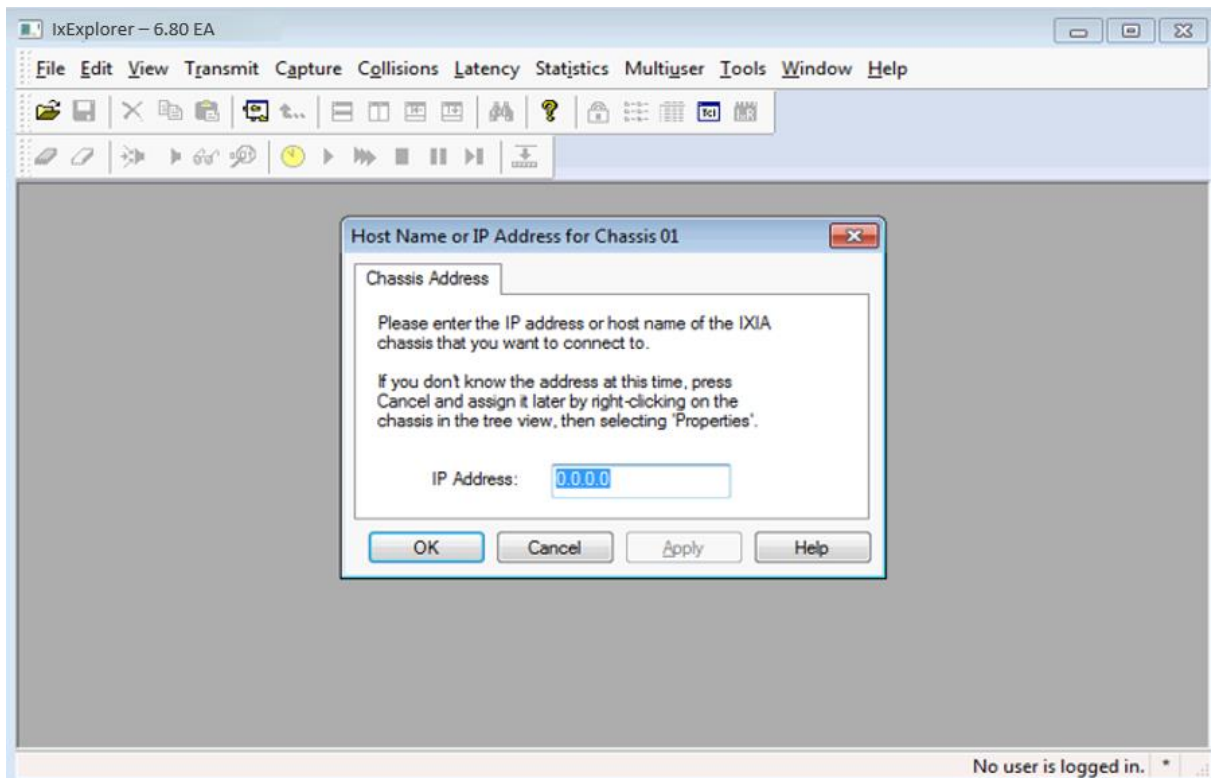 IxExplorer – 6.80 EA
File Edit View Transmit Capture Collisions Latency Statistics Multiuser Tools Window Help
Tcl
Host Name or IP Address for Chassis 01
Chassis Address
Please enter the IP address or host name of the IXIA
chassis that you want to connect to.
If you don't know the address at this time, press
Cancel and assign it later by right-clicking on the
chassis in the tree view, then selecting 'Properties'.
IP Address: 0.0.0.0
OK Cancel Apply Help
No user is logged in. *